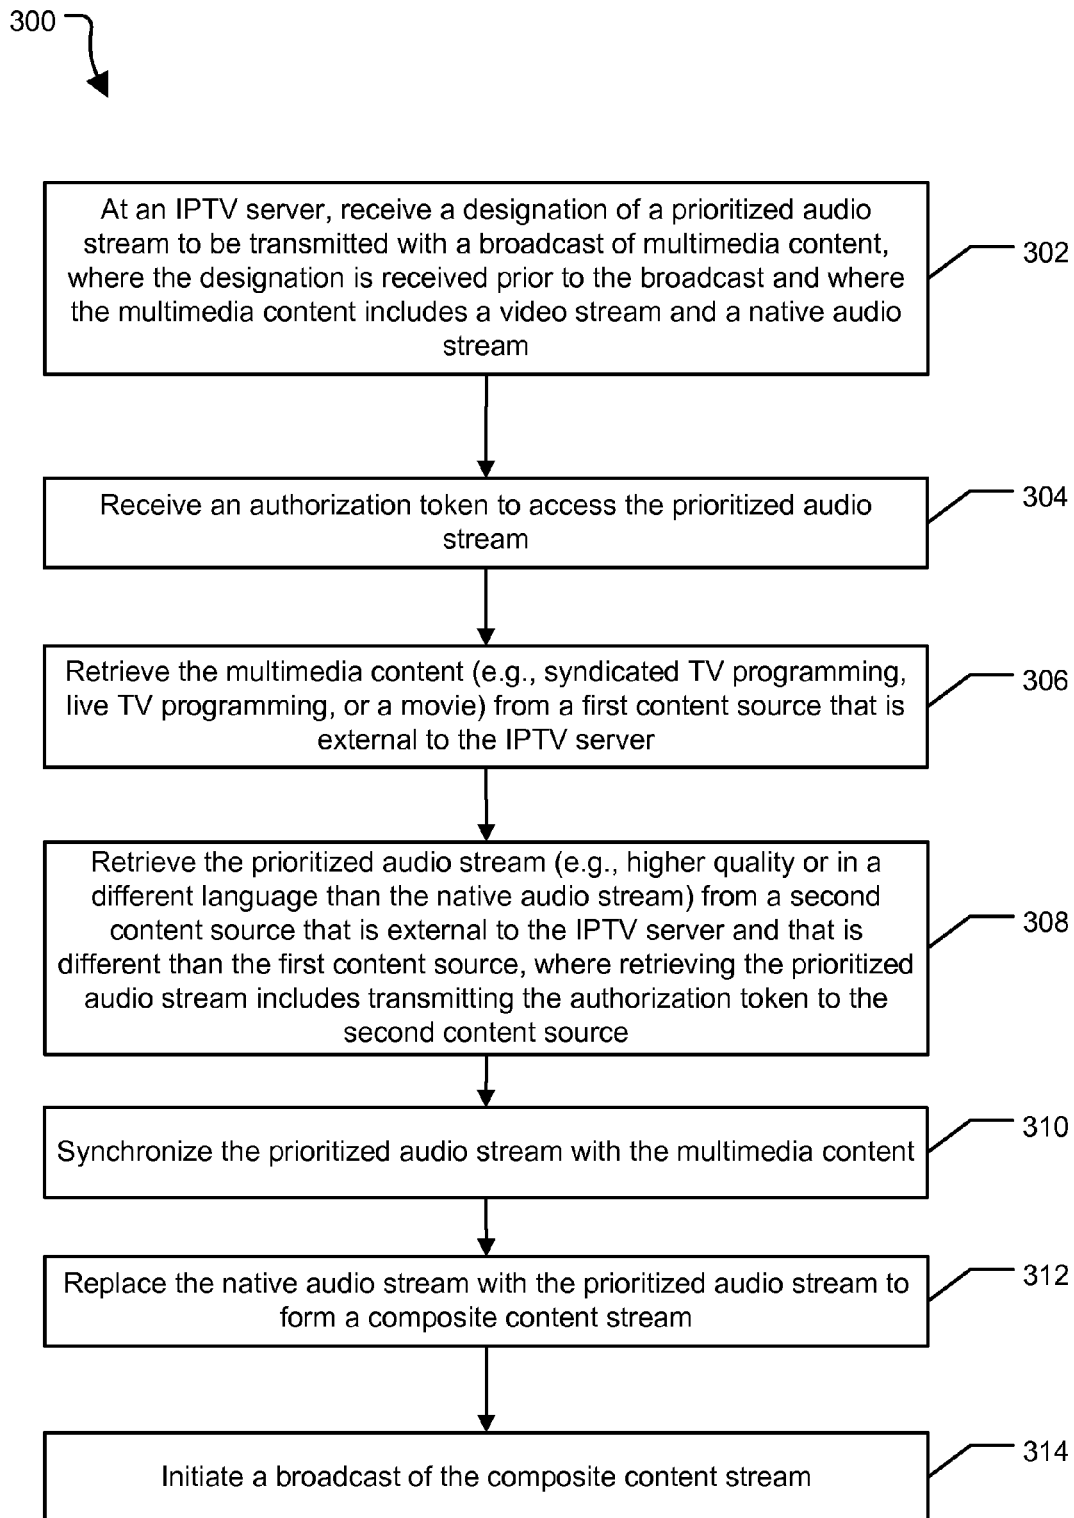 300
At an IPTV server, receive a designation of a prioritized audio
stream to be transmitted with a broadcast of multimedia content,
where the designation is received prior to the broadcast and where
the multimedia content includes a video stream and a native audio
stream
302
Receive an authorization token to access the prioritized audio
stream
304
Retrieve the multimedia content (e.g., syndicated TV programming,
live TV programming, or a movie) from a first content source that is
external to the IPTV server
306
Retrieve the prioritized audio stream (e.g., higher quality or in a
different language than the native audio stream) from a second
content source that is external to the IPTV server and that is
different than the first content source, where retrieving the prioritized
audio stream includes transmitting the authorization token to the
second content source
308
Synchronize the prioritized audio stream with the multimedia content
310
Replace the native audio stream with the prioritized audio stream to
form a composite content stream
312
Initiate a broadcast of the composite content stream
314